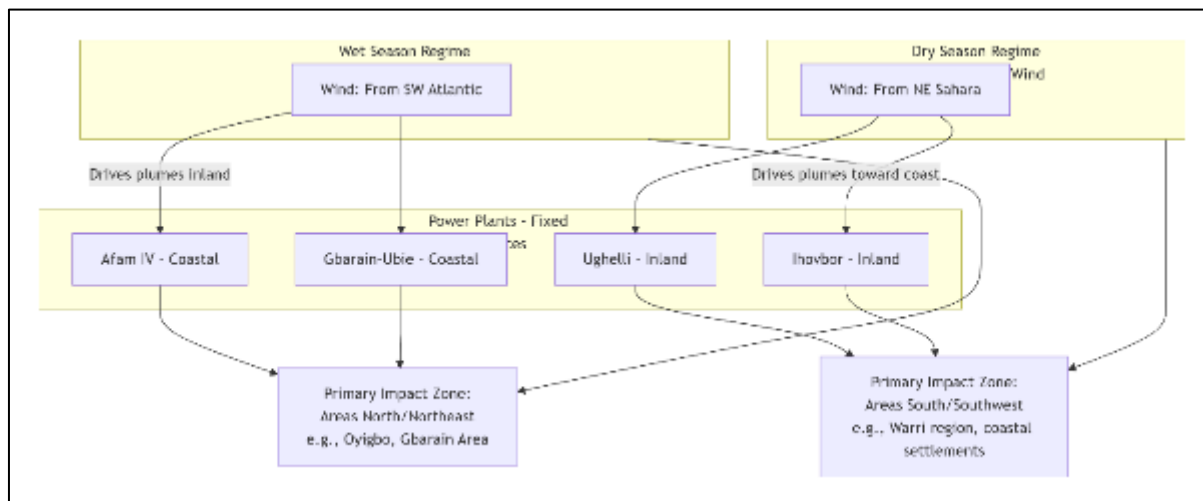 Wet Season Regime
Wind: From SW Atlantic
Dry Season Regime
Wind
Wind: From NE Sahara
Drives plumes inland
Drives plumes toward coast
Power Plants - Fixed
Afam IV - Coastal
Gbarain-Ubie - Coastal
Ughelli - Inland
Ihovbor - Inland
Primary Impact Zone:
Areas North/Northeast
e.g., Oyigbo, Gbarain Area
Primary Impact Zone:
Areas South/Southwest
e.g., Warri region, coastal
settlements